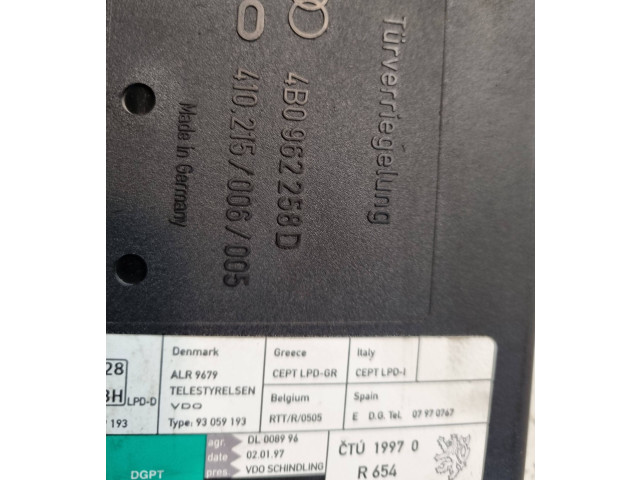 Türverriegelung
4B0 962 258 D
410.215/006/005
Made in Germany
28
BH LPD-D
193
Denmark
ALR 9679
TELESTYRELSEN
VDO
Type: 93 059 193
Greece
CEPT LPD-GR
Belgium
RTT/R/0505
Italy
CEPT LPD-I
Spain
E D.G. Tel. 07 97 0767
DGPT
agr. DL 0089 96
date 02.01.97
pres VDO SCHINDLING
ČTÚ 1997 0
R 654